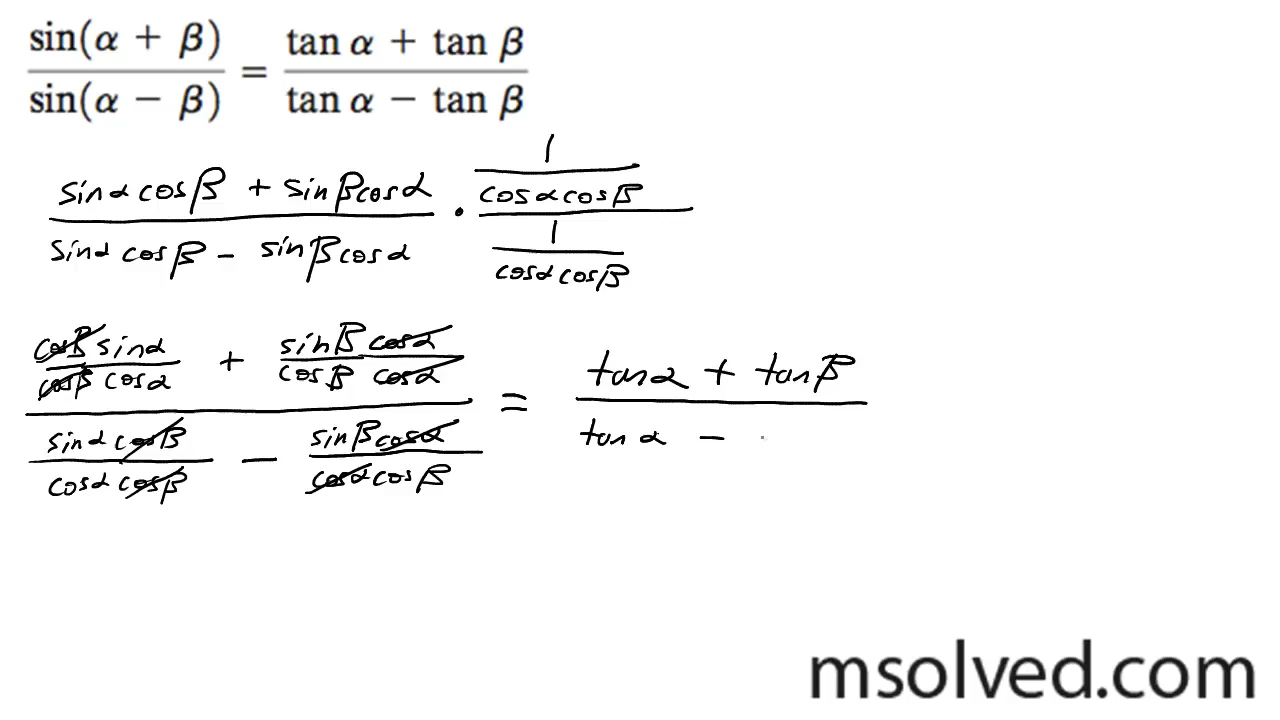 sin(α + β) / sin(α − β) = tan α + tan β / tan α − tan β
sinα cosβ + sinβ cosα / sinα cosβ − sinβ cosα · 1 / cosα cosβ / 1 / cosα cosβ
cosβ sinα / cosβ cosα + sinβ cosα / cosβ cosα / sinα cosβ / cosα cosβ − sinβ cosα / cosα cosβ = tanα + tanβ / tanα −
msolved.com